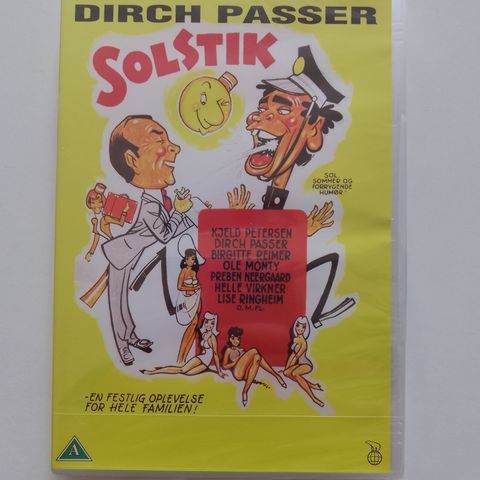 DIRCH PASSER
SOLSTIK
SOL
SOMMER OG
FORRYGENDE
HUMØR!
KJELD PETERSEN
DIRCH PASSER
BIRGITTE REIMER
OLE MONTY
PREBEN NEERGAARD
HELLE VIRKNER
LISE RINGHEIM
O.M.FL.
-EN FESTLIG OPLEVELSE
FOR HELE FAMILIEN!
A